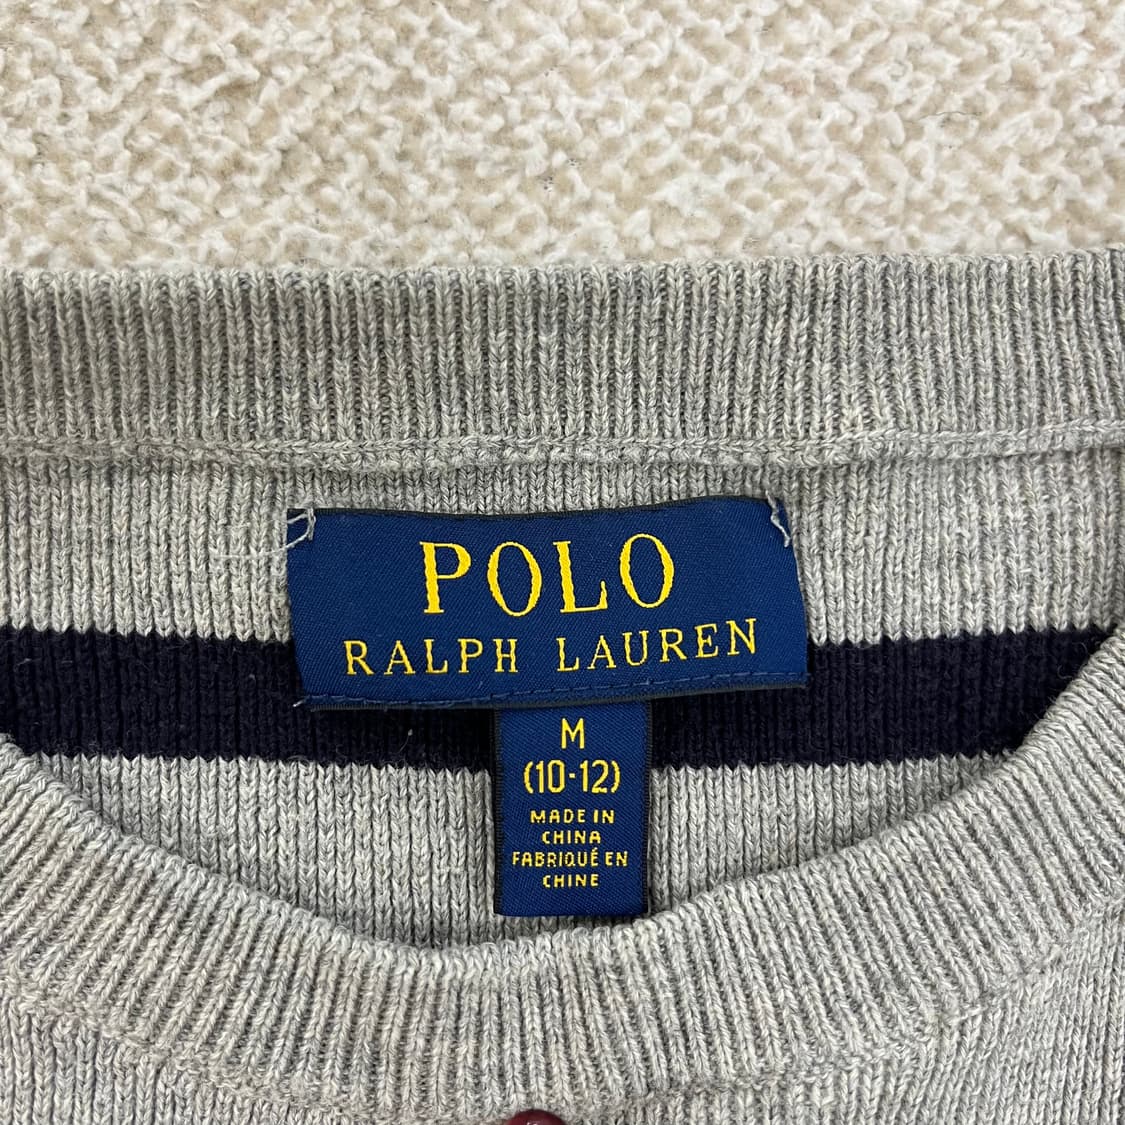 POLO
RALPH LAUREN
M
(10-12)
MADE IN
CHINA
FABRIQUÉ EN
CHINE